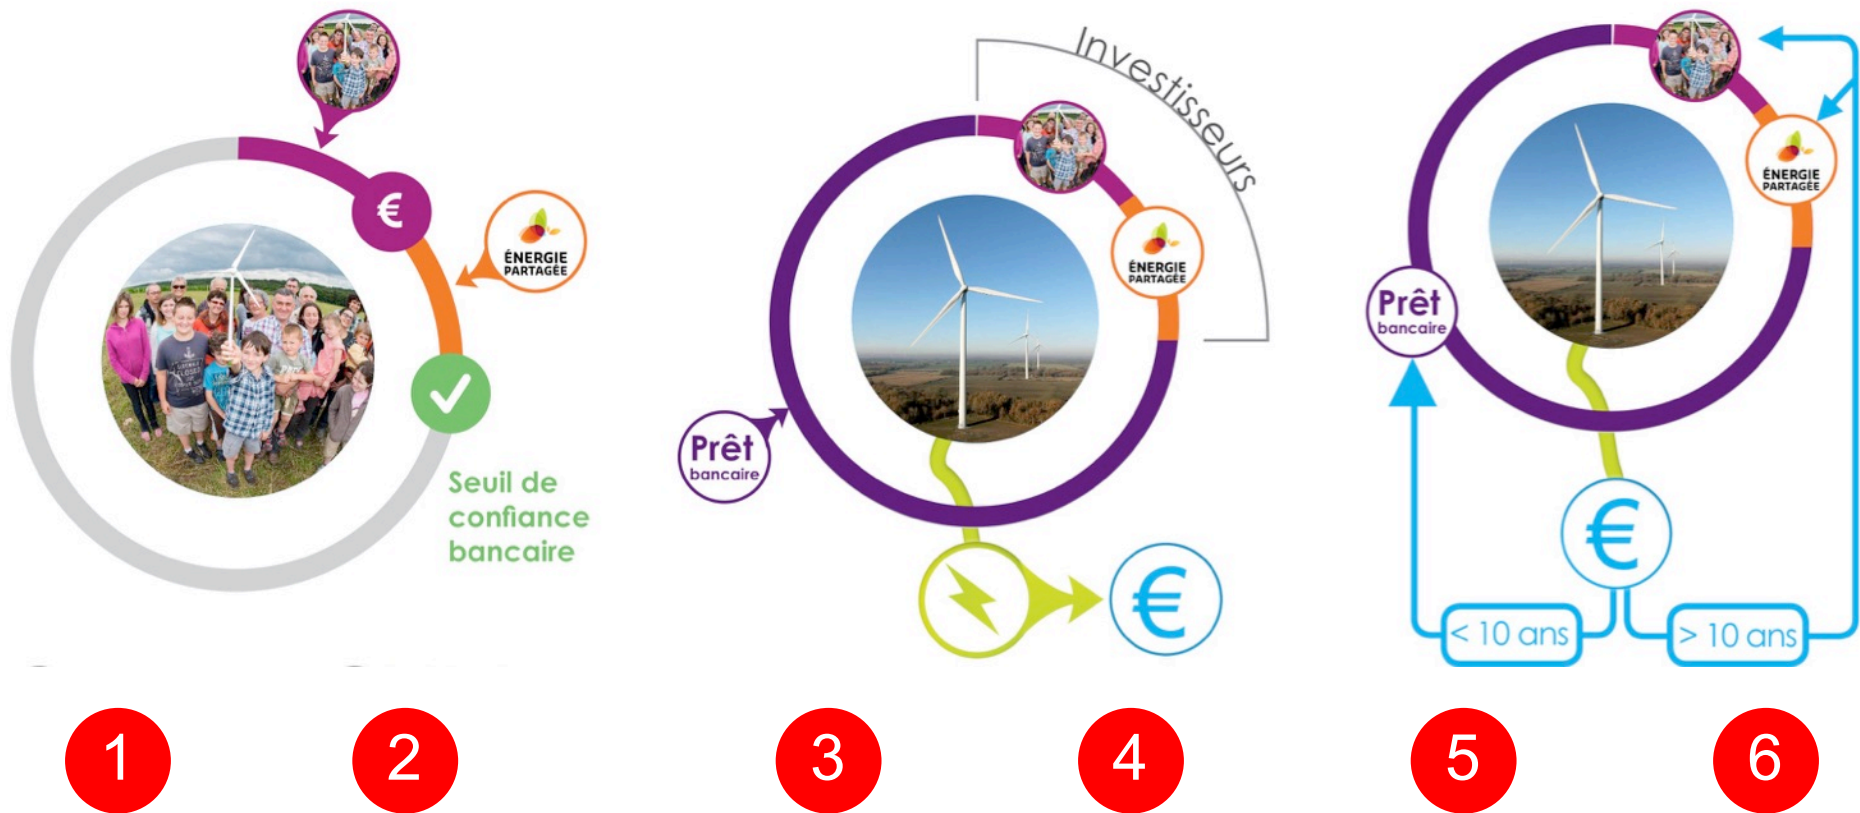 €
ÉNERGIE
PARTAGÉE
Seuil de
confiance
bancaire
Investisseurs
ÉNERGIE
PARTAGÉE
Prêt
bancaire
€
ÉNERGIE
PARTAGÉE
Prêt
bancaire
€
< 10 ans
> 10 ans
1
2
3
4
5
6